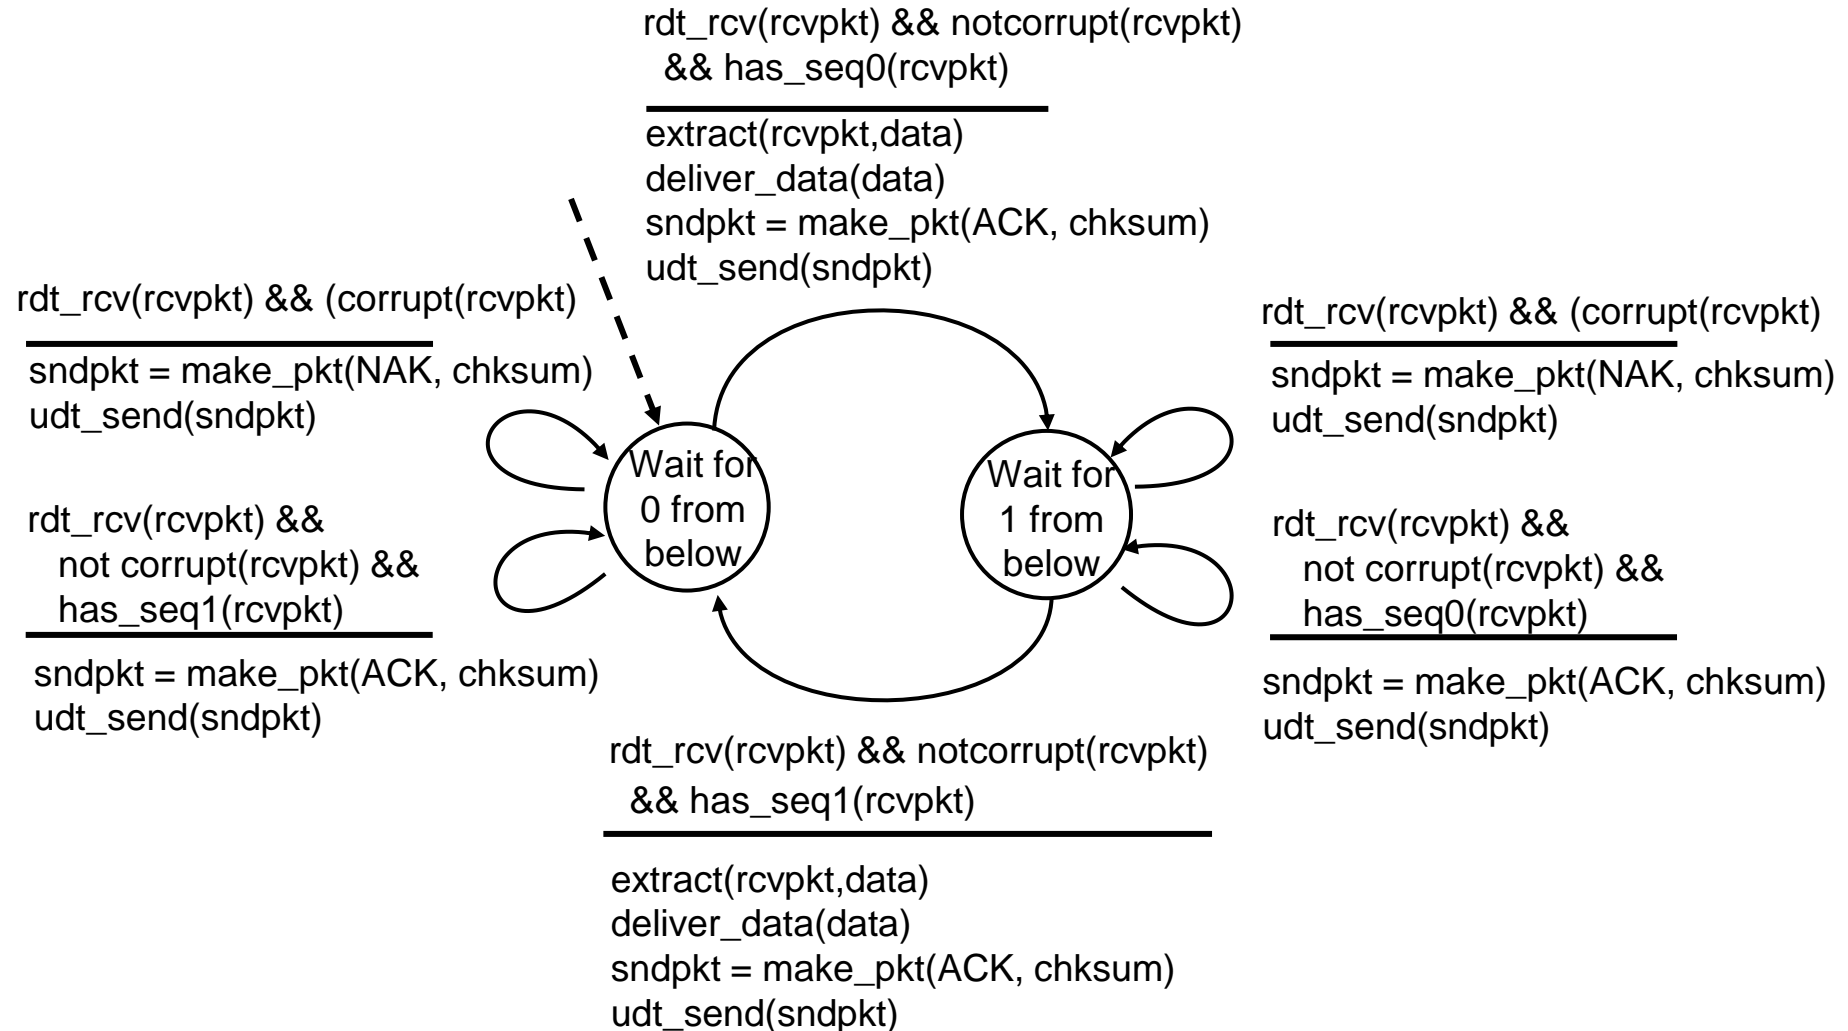 rdt_rcv(rcvpkt) && notcorrupt(rcvpkt)
&& has_seq0(rcvpkt)
extract(rcvpkt,data)
deliver_data(data)
sndpkt = make_pkt(ACK, chksum)
udt_send(sndpkt)
rdt_rcv(rcvpkt) && (corrupt(rcvpkt)
sndpkt = make_pkt(NAK, chksum)
udt_send(sndpkt)
rdt_rcv(rcvpkt) &&
not corrupt(rcvpkt) &&
has_seq1(rcvpkt)
sndpkt = make_pkt(ACK, chksum)
udt_send(sndpkt)
Wait for
0 from
below
Wait for
1 from
below
rdt_rcv(rcvpkt) && (corrupt(rcvpkt)
sndpkt = make_pkt(NAK, chksum)
udt_send(sndpkt)
rdt_rcv(rcvpkt) &&
not corrupt(rcvpkt) &&
has_seq0(rcvpkt)
sndpkt = make_pkt(ACK, chksum)
udt_send(sndpkt)
rdt_rcv(rcvpkt) && notcorrupt(rcvpkt)
&& has_seq1(rcvpkt)
extract(rcvpkt,data)
deliver_data(data)
sndpkt = make_pkt(ACK, chksum)
udt_send(sndpkt)